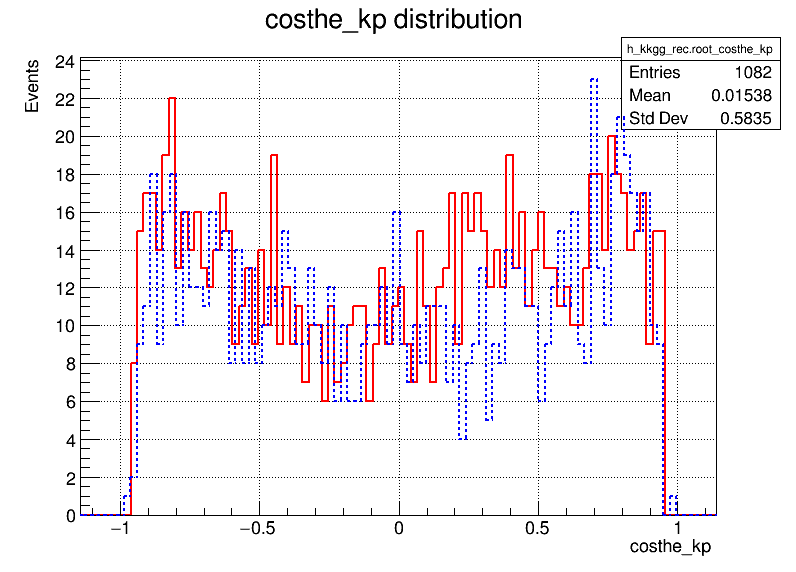 costhe_kp distribution
h_kkgg_rec.root_costhe_kp
Entries 1082
Mean 0.01538
Std Dev 0.5835
Events
24
22
20
18
16
14
12
10
8
6
4
2
0
−1 −0.5 0 0.5 1
costhe_kp